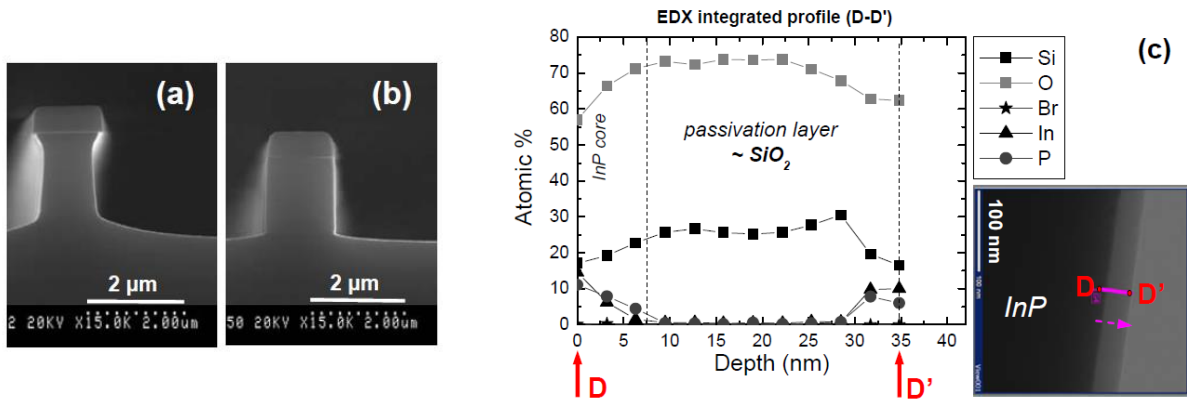 (a)
2 µm
2 20KV X15.0K 2.00um
(b)
2 µm
50 20KV X15.0K 2.00um
EDX integrated profile (D-D')
Atomic %
80
70
60
50
40
30
20
10
0
InP core
passivation layer
~ SiO2
0 5 10 15 20 25 30 35 40
Depth (nm)
D
D'
(c)
Si
O
Br
In
P
100 nm
100 nm
InP
D
D'